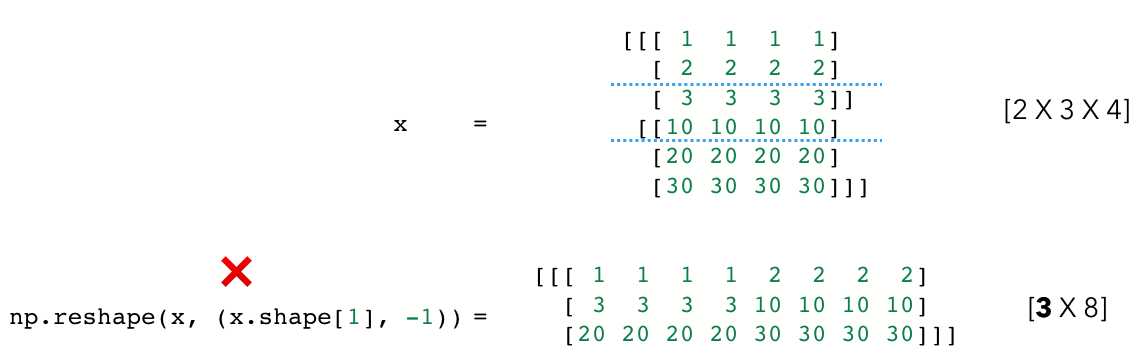 [[[ 1 1 1 1]
[ 2 2 2 2]
[ 3 3 3 3]]
x = [2 X 3 X 4]
[[10 10 10 10]
[20 20 20 20]
[30 30 30 30]]]
[[[ 1 1 1 1 2 2 2 2]
[ 3 3 3 3 10 10 10 10]
np.reshape(x, (x.shape[1], -1)) = [3 X 8]
[20 20 20 20 30 30 30 30]]]